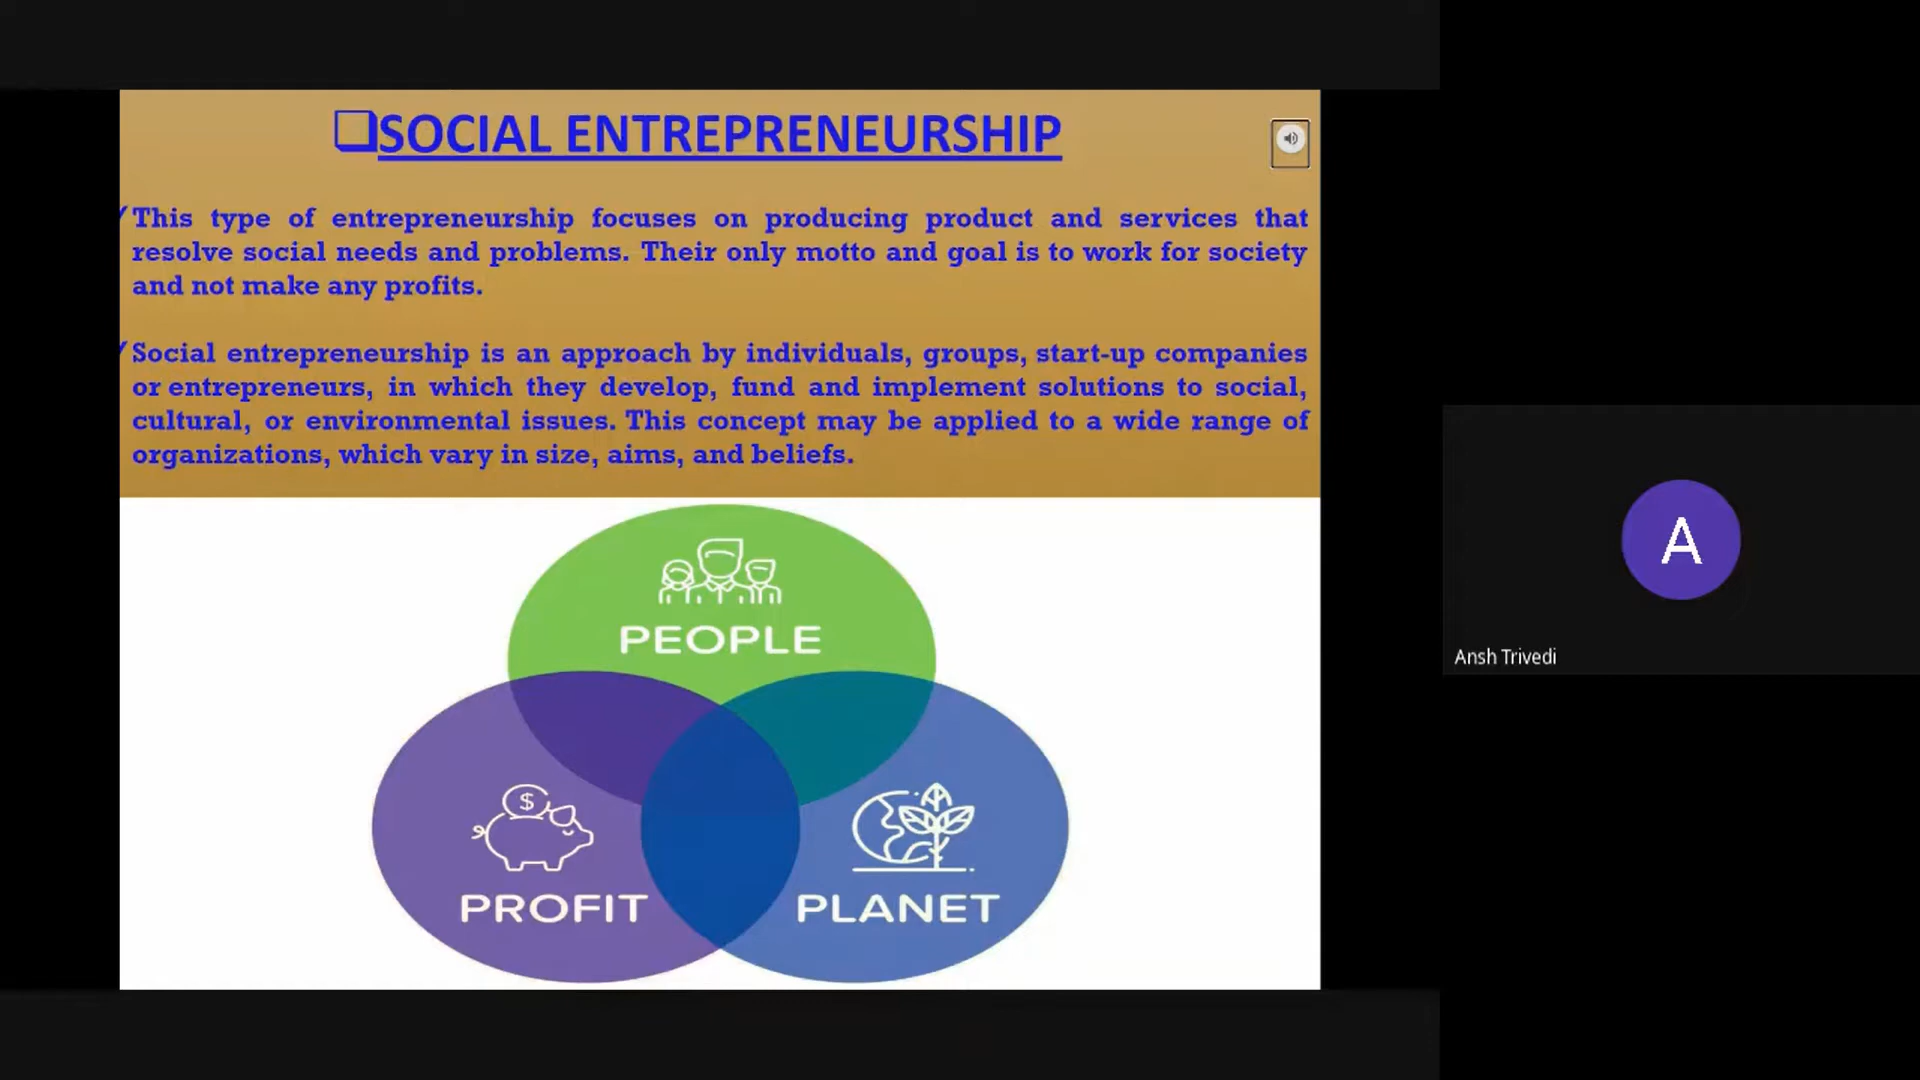 ❑SOCIAL ENTREPRENEURSHIP
✓This type of entrepreneurship focuses on producing product and services that
resolve social needs and problems. Their only motto and goal is to work for society
and not make any profits.
✓Social entrepreneurship is an approach by individuals, groups, start-up companies
or entrepreneurs, in which they develop, fund and implement solutions to social,
cultural, or environmental issues. This concept may be applied to a wide range of
organizations, which vary in size, aims, and beliefs.
PEOPLE
$
PROFIT
PLANET
A
Ansh Trivedi